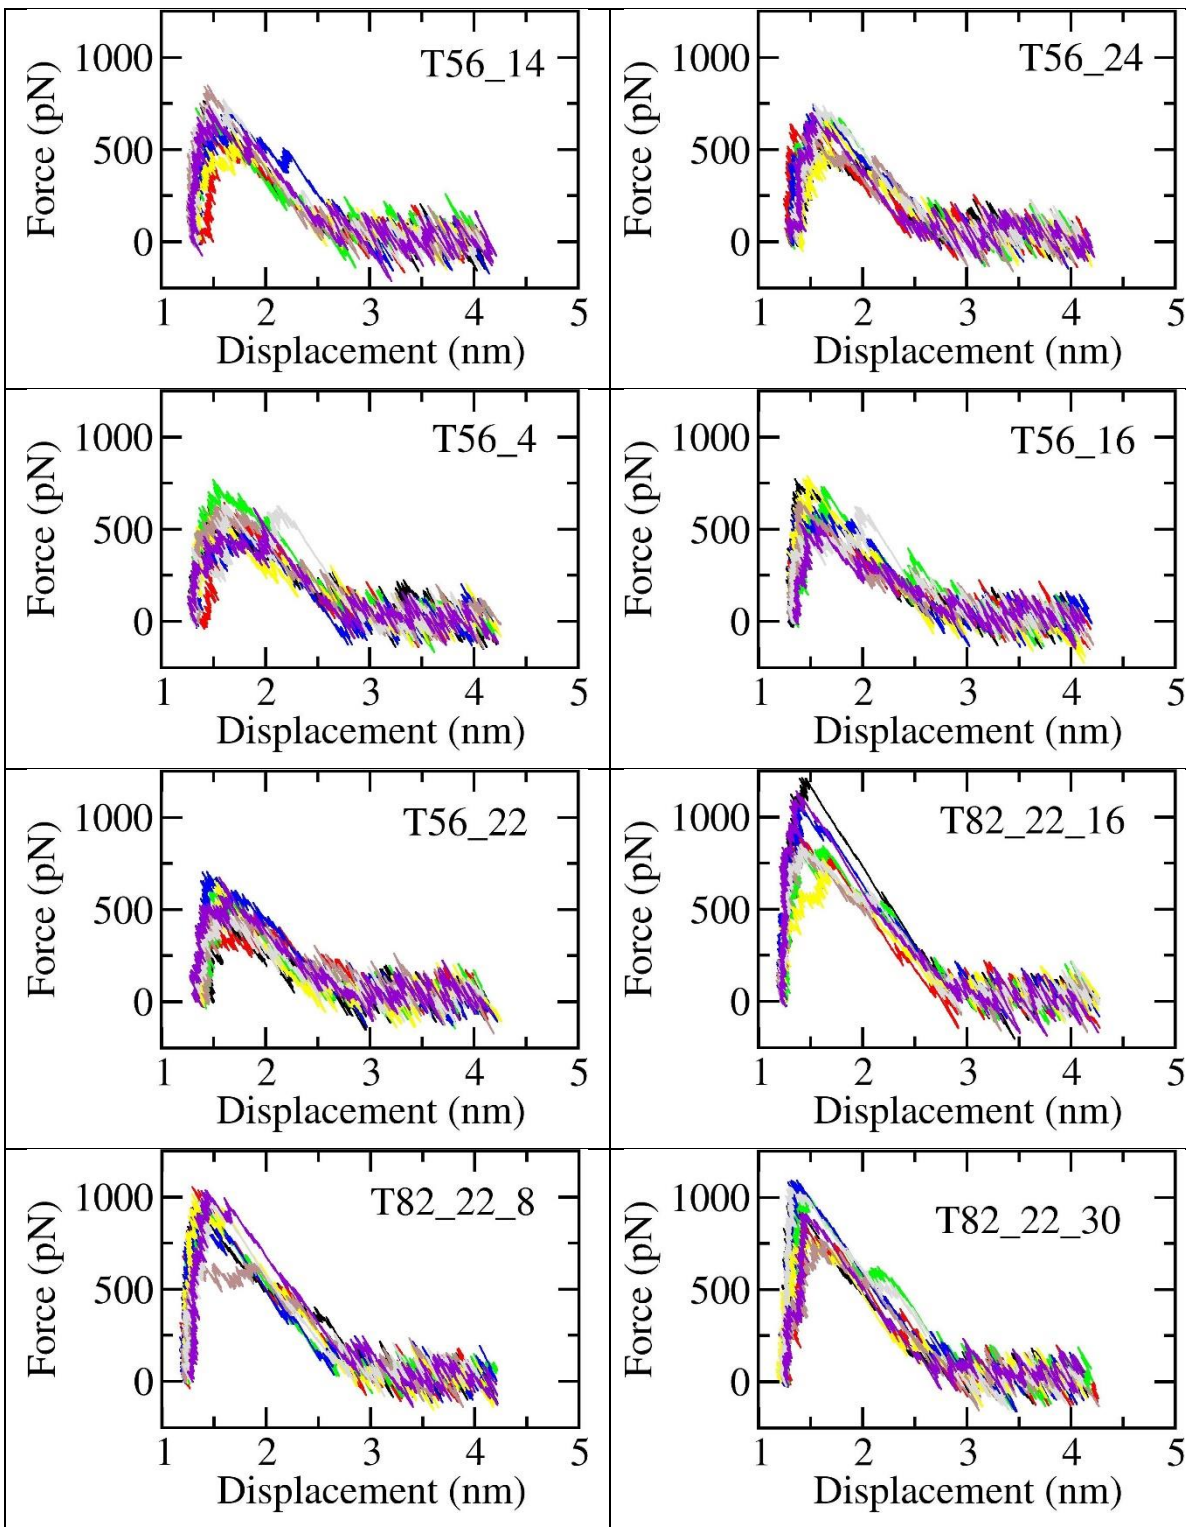 T56_14
1000
500
0
Force (pN)
1 2 3 4 5
Displacement (nm)
T56_24
1000
500
0
Force (pN)
1 2 3 4 5
Displacement (nm)
T56_4
1000
500
0
Force (pN)
1 2 3 4 5
Displacement (nm)
T56_16
1000
500
0
Force (pN)
1 2 3 4 5
Displacement (nm)
T56_22
1000
500
0
Force (pN)
1 2 3 4 5
Displacement (nm)
T82_22_16
1000
500
0
Force (pN)
1 2 3 4 5
Displacement (nm)
T82_22_8
1000
500
0
Force (pN)
1 2 3 4 5
Displacement (nm)
T82_22_30
1000
500
0
Force (pN)
1 2 3 4 5
Displacement (nm)